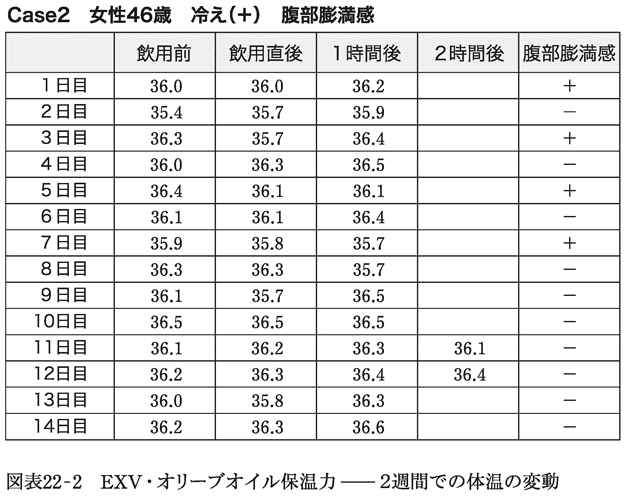 Case2 女性46歳 冷え(+) 腹部膨満感
飲用前 飲用直後 1時間後 2時間後 腹部膨満感
1日目 36.0 36.0 36.2 +
2日目 35.4 35.7 35.9 −
3日目 36.3 35.7 36.4 +
4日目 36.0 36.3 36.5 −
5日目 36.4 36.1 36.1 +
6日目 36.1 36.1 36.4 −
7日目 35.9 35.8 35.7 +
8日目 36.3 36.3 35.7 −
9日目 36.1 35.7 36.5 −
10日目 36.5 36.5 36.5 −
11日目 36.1 36.2 36.3 36.1 −
12日目 36.2 36.3 36.4 36.4 −
13日目 36.0 35.8 36.3 −
14日目 36.2 36.3 36.6 −
図表22-2 EXV・オリーブオイル保温力――2週間での体温の変動